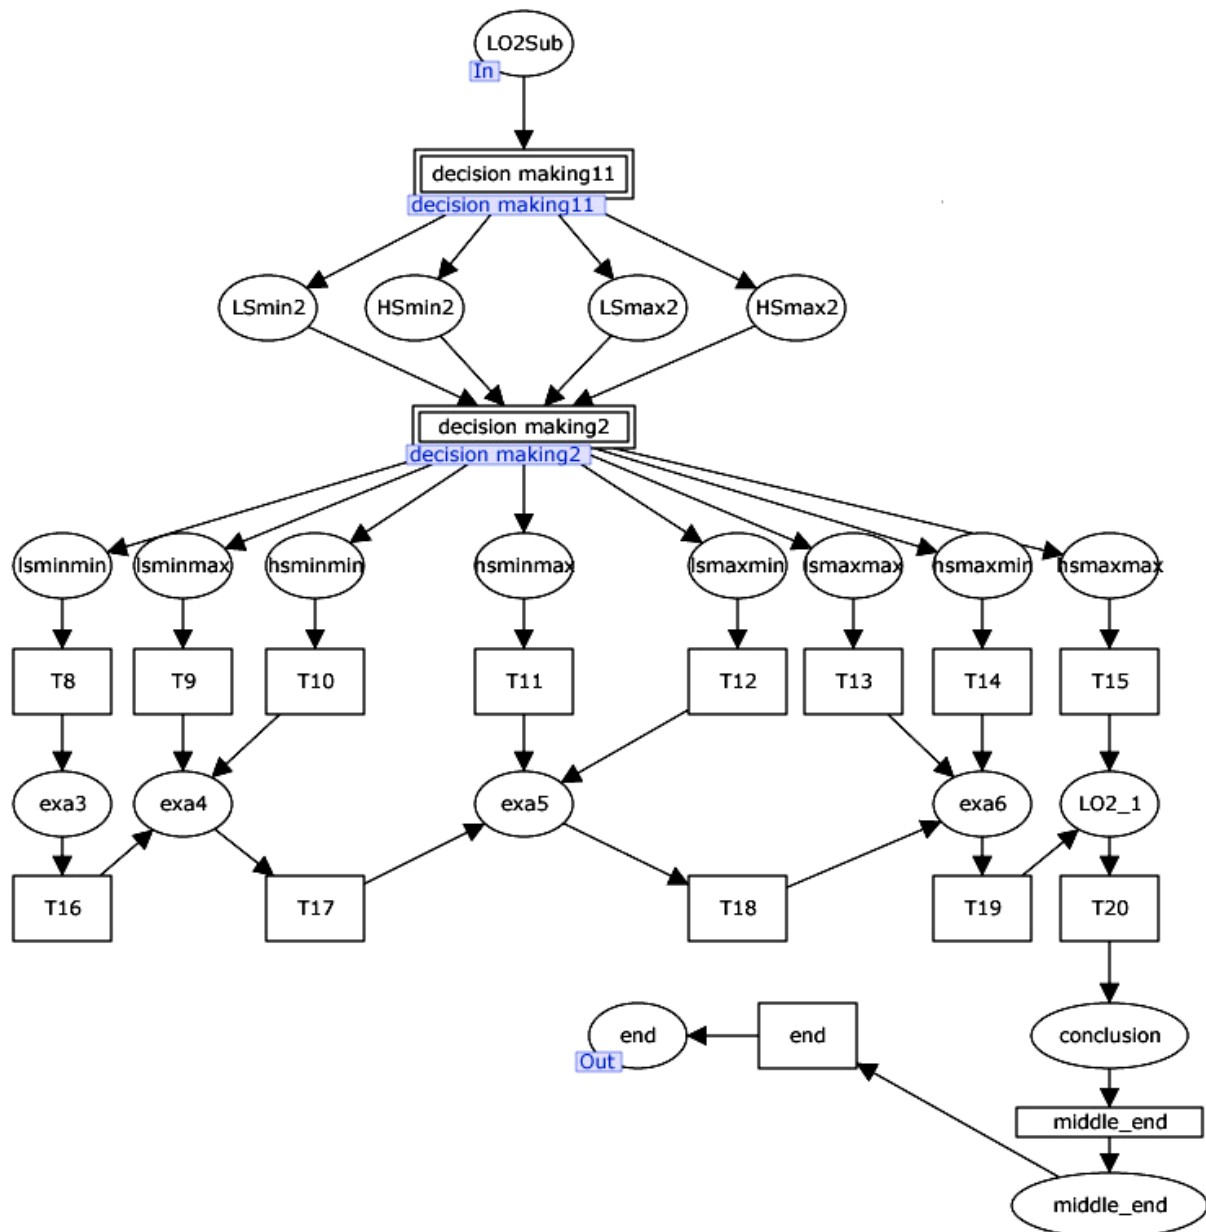 LO2Sub
In
decision making11
decision making11
LSmin2
HSmin2
LSmax2
HSmax2
decision making2
decision making2
lsminmin
lsminmax
hsminmin
hsminmax
lsmaxmin
lsmaxmax
hsmaxmin
hsmaxmax
T8
T9
T10
T11
T12
T13
T14
T15
exa3
exa4
exa5
exa6
LO2_1
T16
T17
T18
T19
T20
end
Out
end
conclusion
middle_end
middle_end